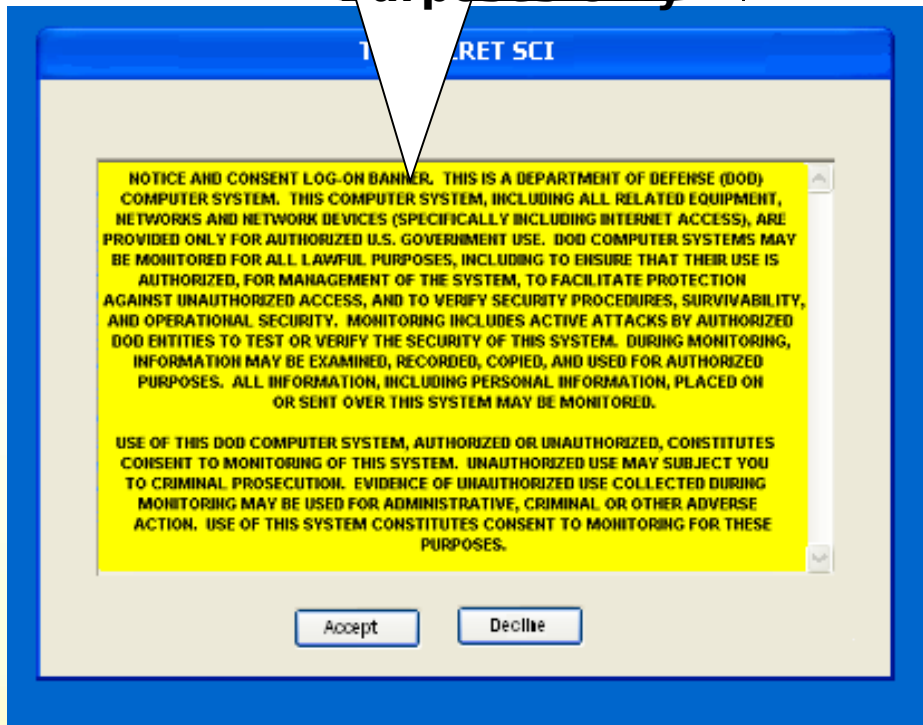 only
RET SCI
NOTICE AND CONSENT LOG-ON BANNER. THIS IS A DEPARTMENT OF DEFENSE (DOD)
COMPUTER SYSTEM. THIS COMPUTER SYSTEM, INCLUDING ALL RELATED EQUIPMENT,
NETWORKS AND NETWORK DEVICES (SPECIFICALLY INCLUDING INTERNET ACCESS), ARE
PROVIDED ONLY FOR AUTHORIZED U.S. GOVERNMENT USE. DOD COMPUTER SYSTEMS MAY
BE MONITORED FOR ALL LAWFUL PURPOSES, INCLUDING TO ENSURE THAT THEIR USE IS
AUTHORIZED, FOR MANAGEMENT OF THE SYSTEM, TO FACILITATE PROTECTION
AGAINST UNAUTHORIZED ACCESS, AND TO VERIFY SECURITY PROCEDURES, SURVIVABILITY,
AND OPERATIONAL SECURITY. MONITORING INCLUDES ACTIVE ATTACKS BY AUTHORIZED
DOD ENTITIES TO TEST OR VERIFY THE SECURITY OF THIS SYSTEM. DURING MONITORING,
INFORMATION MAY BE EXAMINED, RECORDED, COPIED, AND USED FOR AUTHORIZED
PURPOSES. ALL INFORMATION, INCLUDING PERSONAL INFORMATION, PLACED ON
OR SENT OVER THIS SYSTEM MAY BE MONITORED.
USE OF THIS DOD COMPUTER SYSTEM, AUTHORIZED OR UNAUTHORIZED, CONSTITUTES
CONSENT TO MONITORING OF THIS SYSTEM. UNAUTHORIZED USE MAY SUBJECT YOU
TO CRIMINAL PROSECUTION. EVIDENCE OF UNAUTHORIZED USE COLLECTED DURING
MONITORING MAY BE USED FOR ADMINISTRATIVE, CRIMINAL OR OTHER ADVERSE
ACTION. USE OF THIS SYSTEM CONSTITUTES CONSENT TO MONITORING FOR THESE
PURPOSES.
Accept
Decline